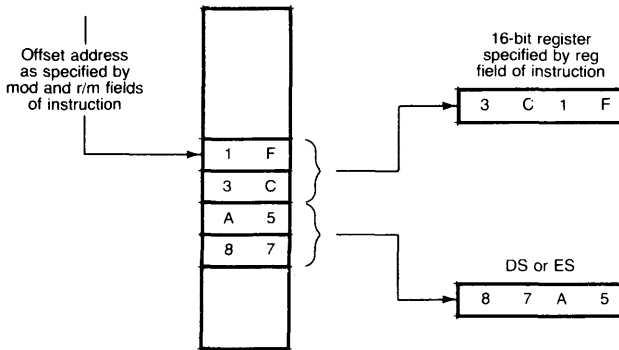 Offset address
as specified by
mod and r/m fields
of instruction
1 F
3 C
A 5
8 7
16-bit register
specified by reg
field of instruction
3 C 1 F
DS or ES
8 7 A 5